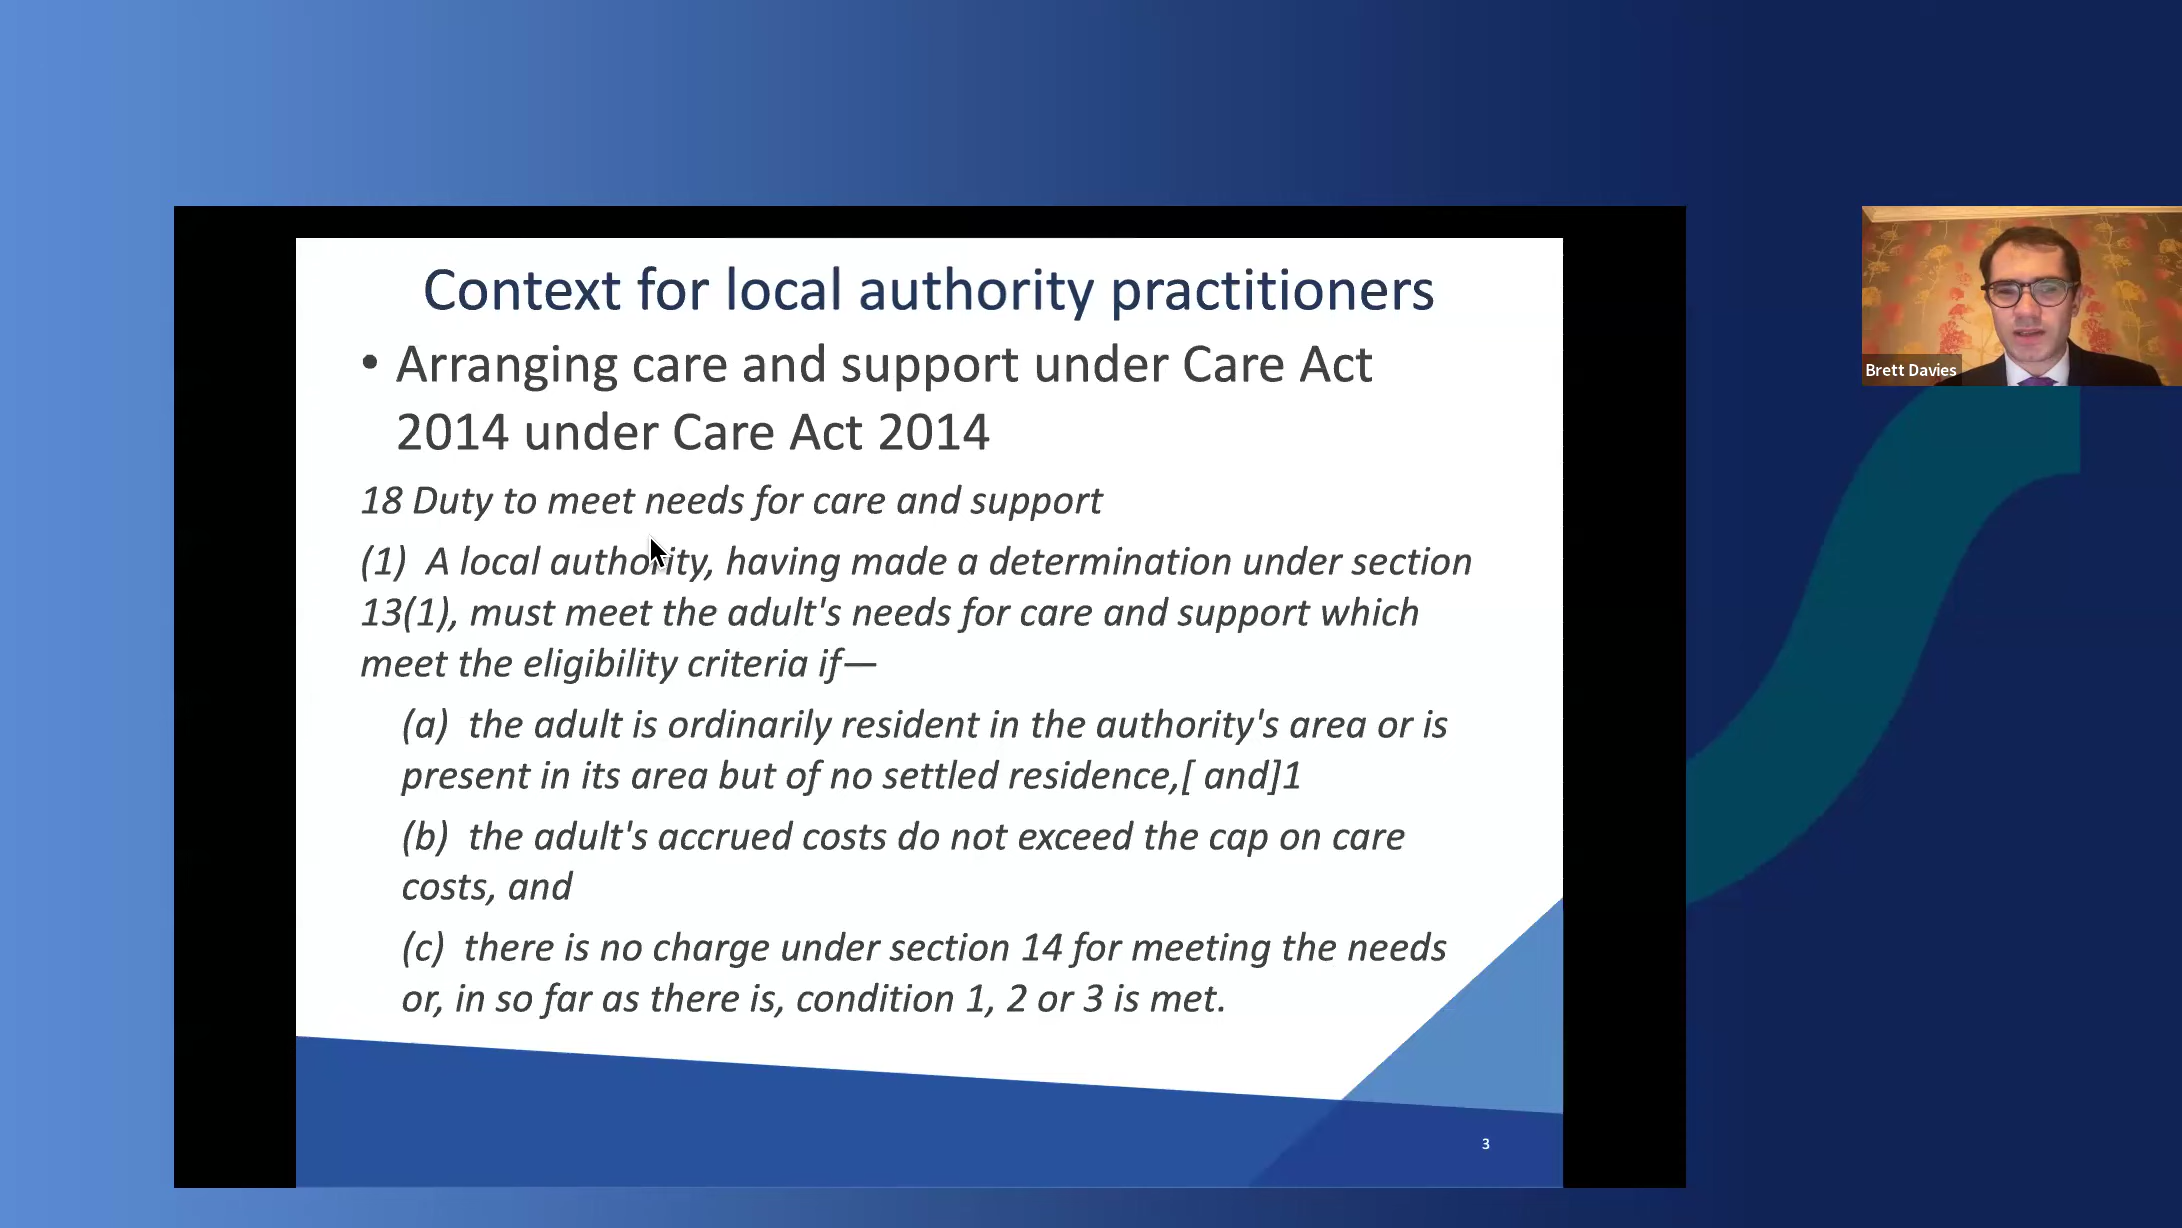 Context for local authority practitioners
• Arranging care and support under Care Act
2014 under Care Act 2014
18 Duty to meet needs for care and support
(1) A local authority, having made a determination under section
13(1), must meet the adult's needs for care and support which
meet the eligibility criteria if—
(a) the adult is ordinarily resident in the authority's area or is
present in its area but of no settled residence,[ and]1
(b) the adult's accrued costs do not exceed the cap on care
costs, and
(c) there is no charge under section 14 for meeting the needs
or, in so far as there is, condition 1, 2 or 3 is met.
3
Brett Davies